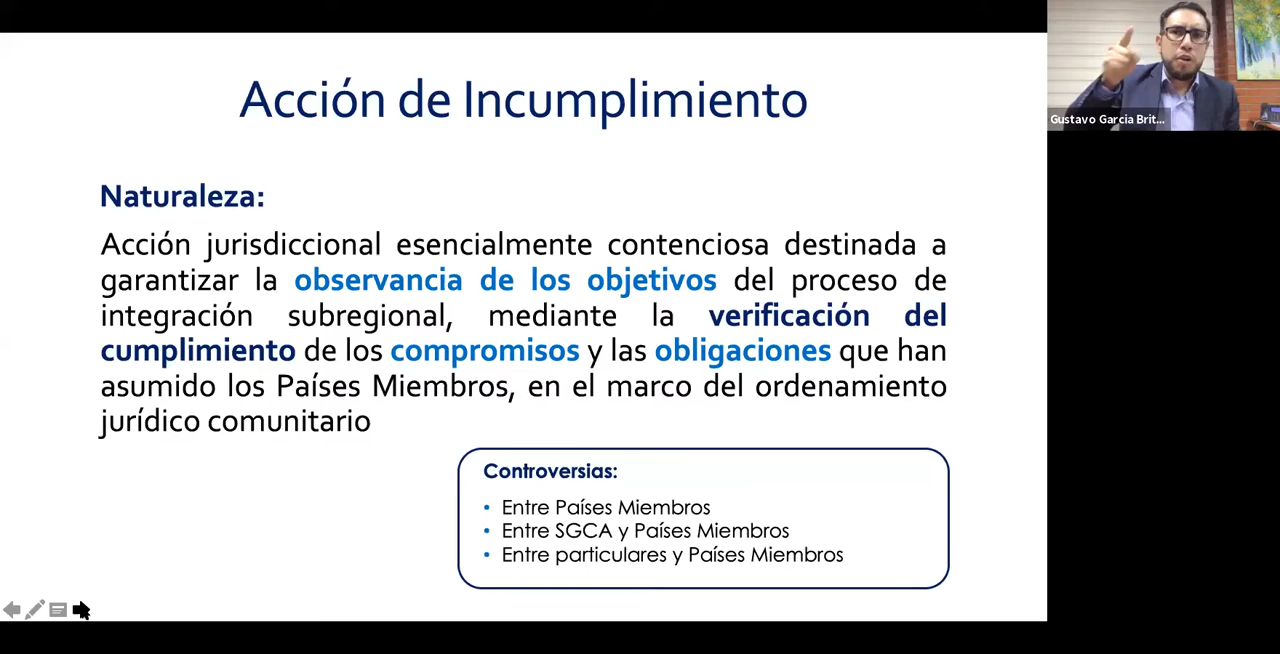 Acción de Incumplimiento
Naturaleza:
Acción jurisdiccional esencialmente contenciosa destinada a
garantizar la observancia de los objetivos del proceso de
integración subregional, mediante la verificación del
cumplimiento de los compromisos y las obligaciones que han
asumido los Países Miembros, en el marco del ordenamiento
jurídico comunitario
Controversias:
• Entre Países Miembros
• Entre SGCA y Países Miembros
• Entre particulares y Países Miembros
Gustavo Garcia Brit...